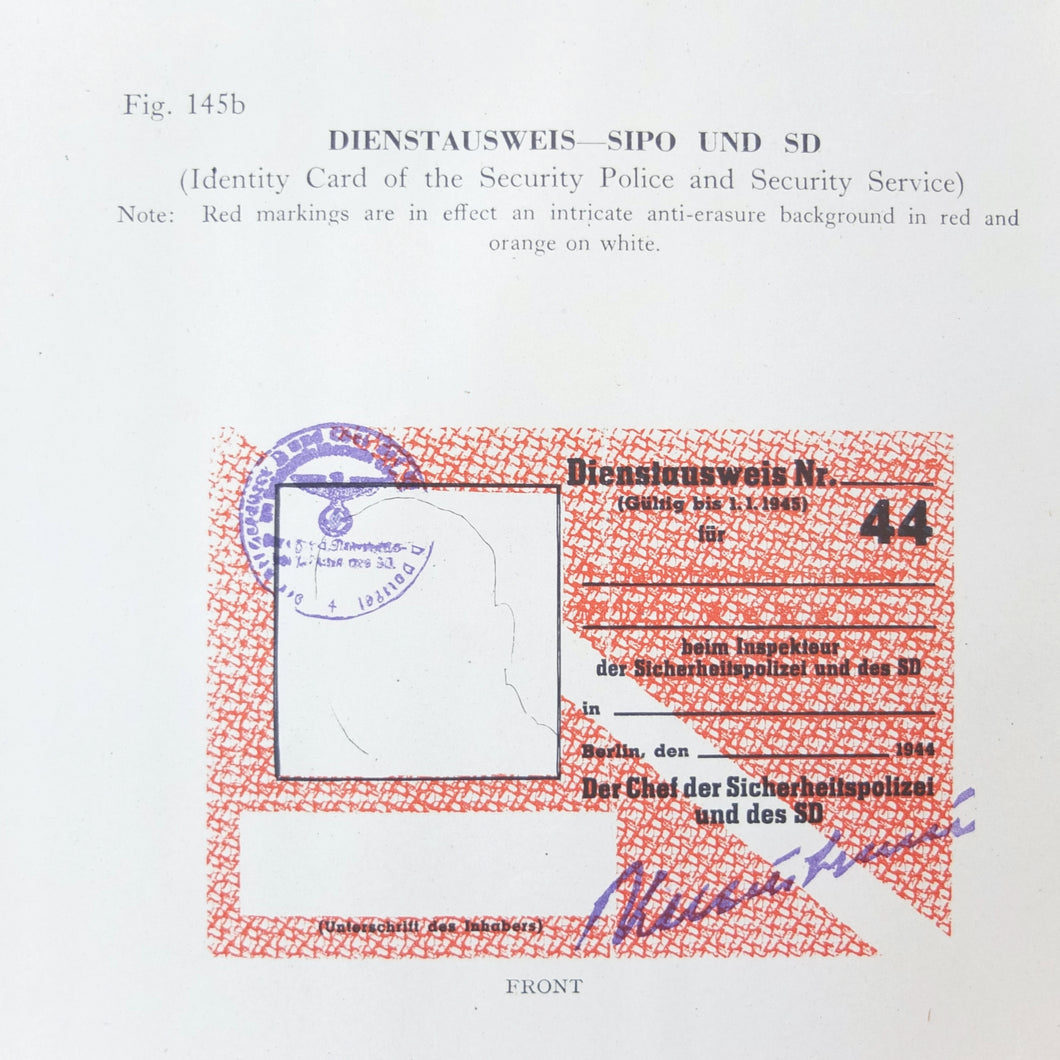 Fig. 145b
DIENSTAUSWEIS—SIPO UND SD
(Identity Card of the Security Police and Security Service)
Note: Red markings are in effect an intricate anti-erasure background in red and
orange on white.
Dienstausweis Nr.
(Gültig bis 1.1.1945)
44
für
beim Inspekteur
der Sicherheitspolizei und des SD
in
Berlin, den 1944
Der Chef der Sicherheitspolizei
und des SD
(Unterschrift des Inhabers)
FRONT